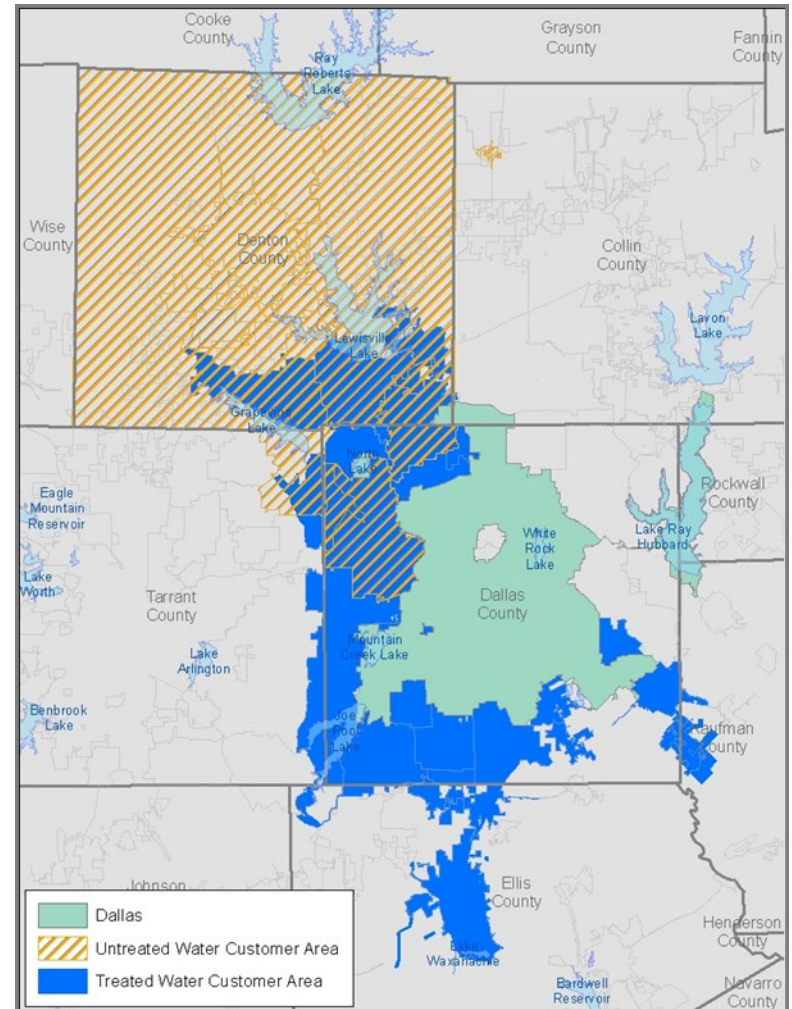 Cooke
County
Grayson
County
Fannin
County
Ray
Roberts
Lake
Wise
County
Denton
County
Collin
County
Lavon
Lake
Lewisville
Lake
Grapevine
Lake
North
Lake
Rockwall
County
Eagle
Mountain
Reservoir
Lake Ray
Hubbard
White
Rock
Lake
Lake
Worth
Tarrant
County
Dallas
County
Mountain
Creek Lake
Lake
Arlington
Benbrook
Lake
Joe
Pool
Lake
Kaufman
County
Johnson
Ellis
County
Henderson
County
Lake
Waxahachie
Bardwell
Reservoir
Navarro
County
Dallas
Untreated Water Customer Area
Treated Water Customer Area